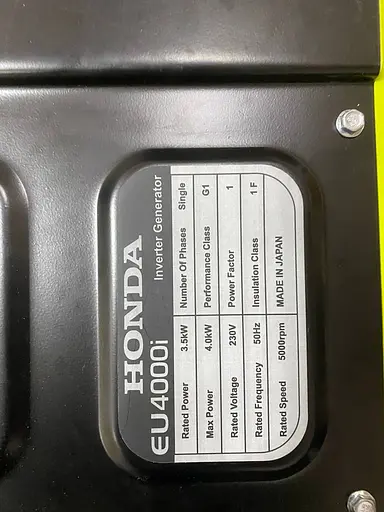 HONDA
EU4000i Inverter Generator
Rated Power 3.5kW Number Of Phases Single
Max Power 4.0kW Performance Class G1
Rated Voltage 230V Power Factor 1
Rated Frequency 50Hz Insulation Class 1 F
Rated Speed 5000rpm MADE IN JAPAN